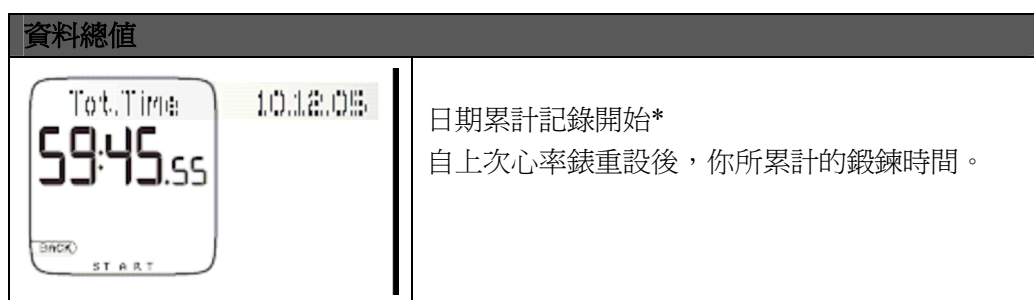 資料總值
Tot.Time
10.12.05
59:45.55
BACK
START
日期累計記錄開始*
自上次心率錶重設後，你所累計的鍛鍊時間。